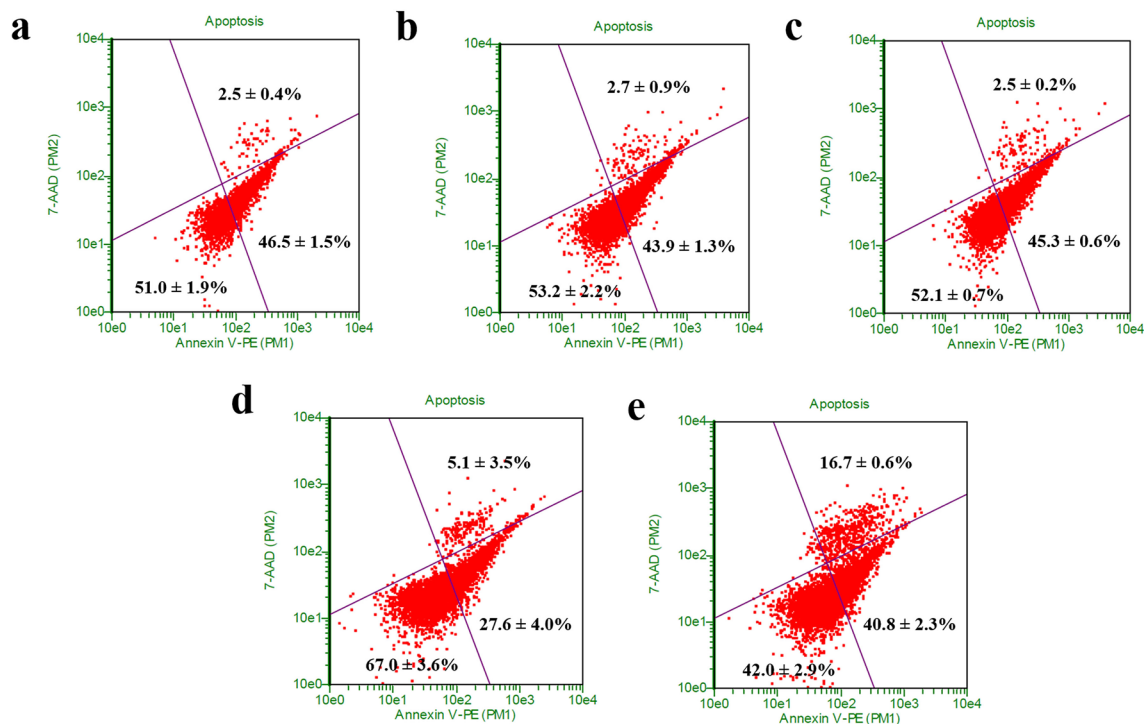 a
Apoptosis
10e4
10e3
10e2
10e1
10e0
7-AAD (PM2)
2.5 ± 0.4%
46.5 ± 1.5%
51.0 ± 1.9%
10e0 10e1 10e2 10e3 10e4
Annexin V-PE (PM1)
b
Apoptosis
10e4
10e3
10e2
10e1
10e0
7-AAD (PM2)
2.7 ± 0.9%
43.9 ± 1.3%
53.2 ± 2.2%
10e0 10e1 10e2 10e3 10e4
Annexin V-PE (PM1)
c
Apoptosis
10e4
10e3
10e2
10e1
10e0
7-AAD (PM2)
2.5 ± 0.2%
45.3 ± 0.6%
52.1 ± 0.7%
10e0 10e1 10e2 10e3 10e4
Annexin V-PE (PM1)
d
Apoptosis
10e4
10e3
10e2
10e1
10e0
7-AAD (PM2)
5.1 ± 3.5%
27.6 ± 4.0%
67.0 ± 3.6%
10e0 10e1 10e2 10e3 10e4
Annexin V-PE (PM1)
e
Apoptosis
10e4
10e3
10e2
10e1
10e0
7-AAD (PM2)
16.7 ± 0.6%
40.8 ± 2.3%
42.0 ± 2.9%
10e0 10e1 10e2 10e3 10e4
Annexin V-PE (PM1)